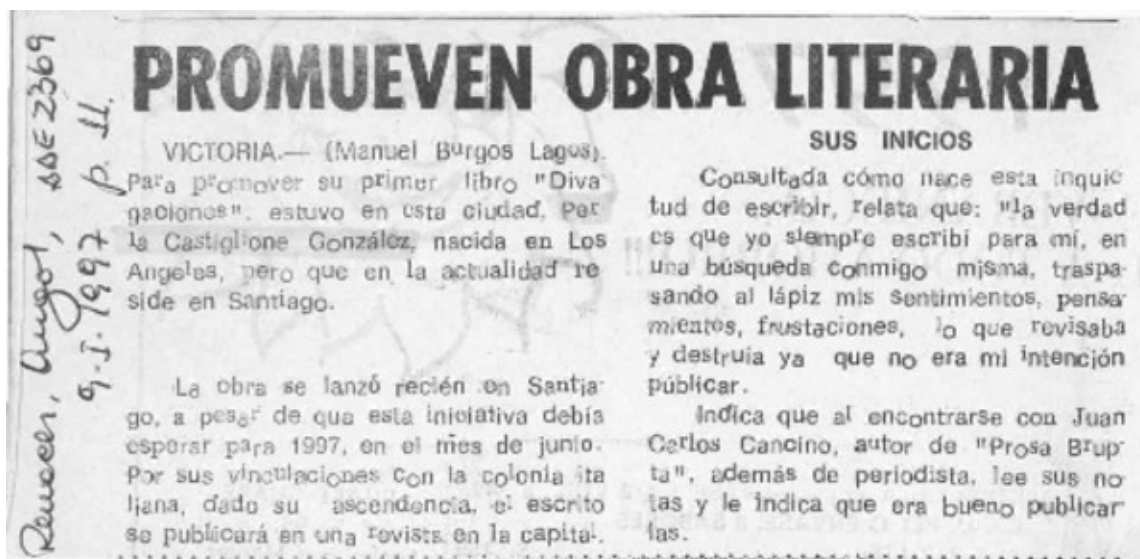 Renacer, Angol,
9-I-1997 p. 11.
PROMUEVEN OBRA LITERARIA
VICTORIA.— (Manuel Burgos Lagos).
Para promover su primer libro "Diva
gaciones", estuvo en esta ciudad, Per
la Castiglione González, nacida en Los
Angeles, pero que en la actualidad re
side en Santiago.
La obra se lanzó recién en Santia-
go, a pesar de que esta iniciativa debía
esperar para 1997, en el mes de junio.
Por sus vinculaciones con la colonia ita
liana, dado su ascendencia, el escrito
se publicará en una revista en la capital.
SUS INICIOS
Consultada cómo nace esta inquie
tud de escribir, relata que: "la verdad
es que yo siempre escribí para mí, en
una búsqueda conmigo misma, traspa-
sando al lápiz mis sentimientos, pensa-
mientos, frustaciones, lo que revisaba
y destruia ya que no era mi intención
públicar.
Indica que al encontrarse con Juan
Carlos Cancino, autor de "Prosa Brup-
ta", además de periodista, lee sus no
tas y le indica que era bueno publicar
las.